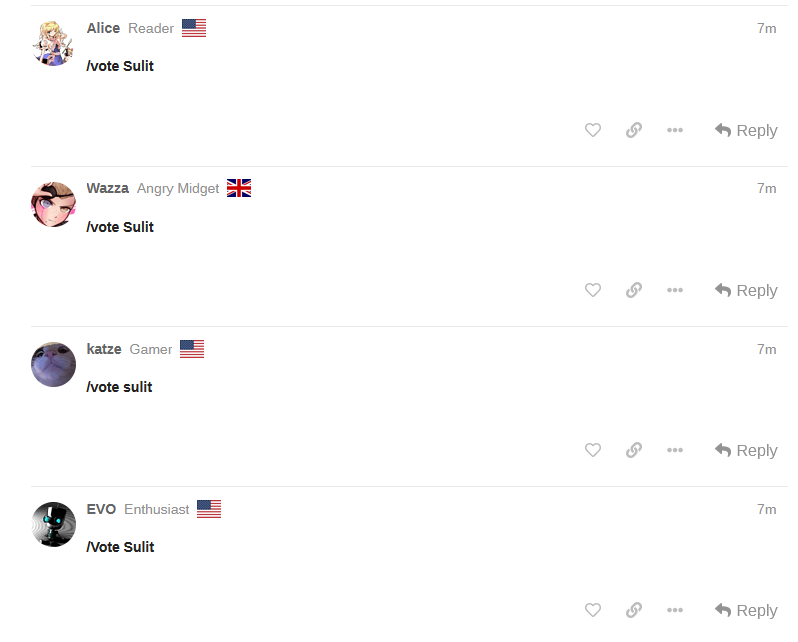 Alice Reader 7m
/vote Sulit
Reply
Wazza Angry Midget 7m
/vote Sulit
Reply
katze Gamer 7m
/vote sulit
Reply
EVO Enthusiast 7m
/Vote Sulit
Reply